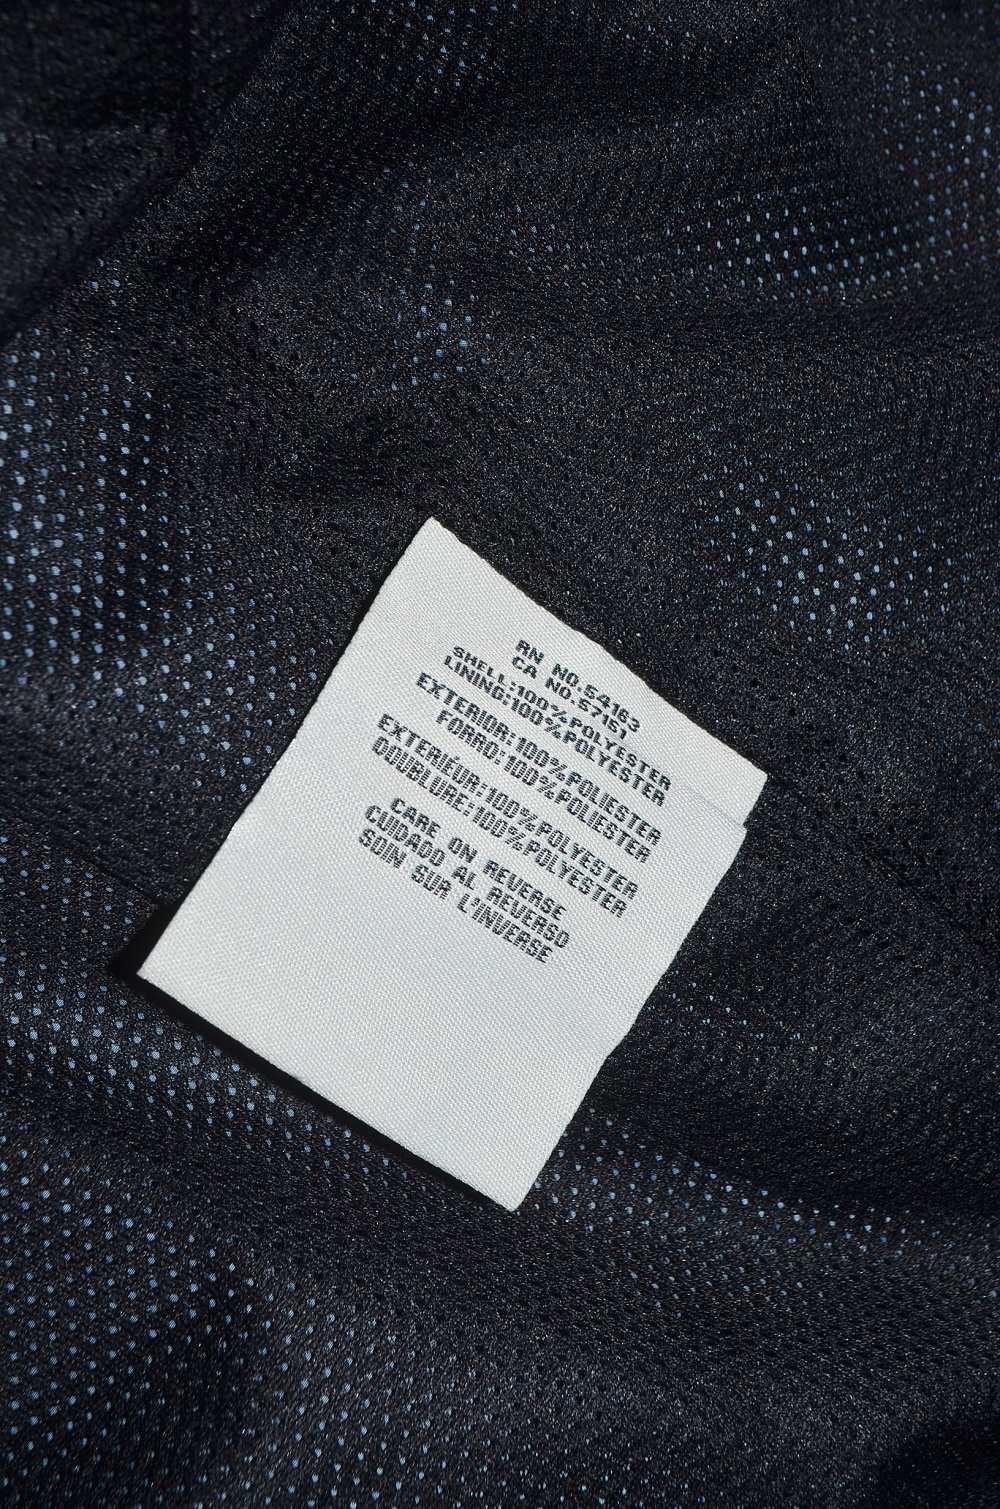 RN NO.54163
CA NO.57151
SHELL:100%POLYESTER
LINING:100%POLYESTER
EXTERIOR:100%POLIESTER
FORRO:100%POLIESTER
EXTERIÉUR:100%POLYESTER
DOUBLURE:100%POLYESTER
CARE ON REVERSE
CUIDADO AL REVERSO
SOIN SUR L'INVERSE